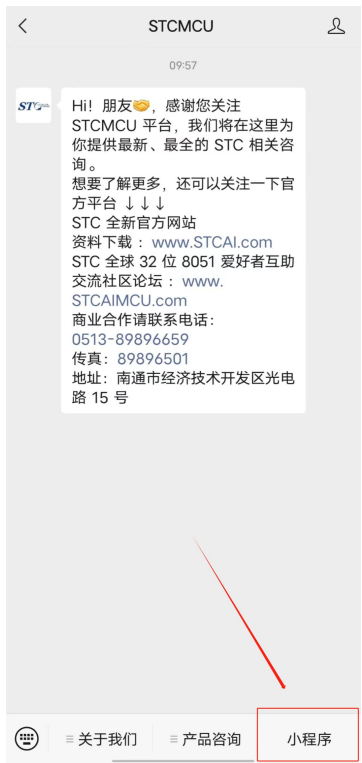 STCMCU
09:57
STC
Hi！朋友🤝，感谢您关注
STCMCU 平台，我们将在这里为
你提供最新、最全的 STC 相关咨
询。
想要了解更多，还可以关注一下官
方平台 ↓↓↓
STC 全新官方网站
资料下载 ：www.STCAI.com
STC 全球 32 位 8051 爱好者互助
交流社区论坛 ：www.
STCAIMCU.com
商业合作请联系电话：
0513-89896659
传真：89896501
地址：南通市经济技术开发区光电
路 15 号
关于我们
产品咨询
小程序